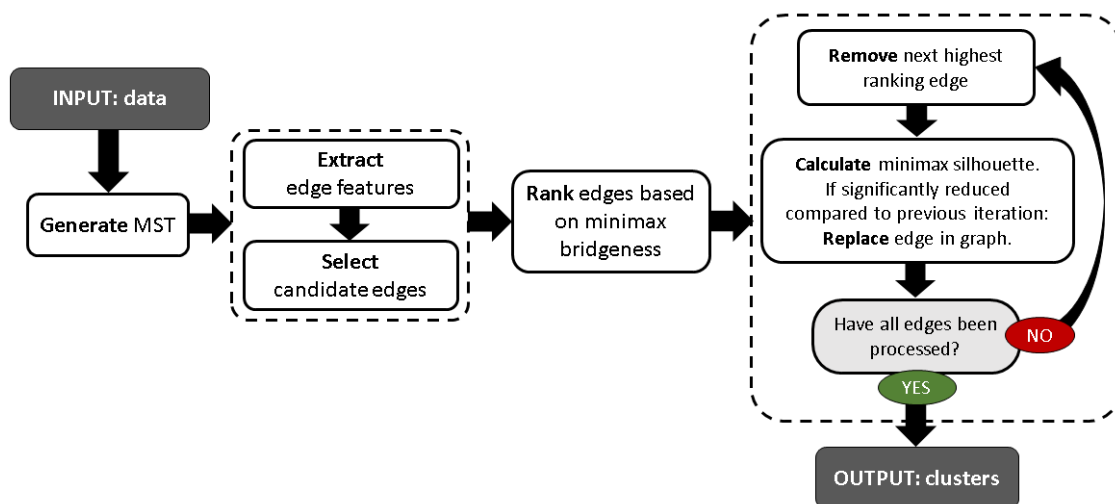 INPUT: data
Generate MST
Extract
edge features
Select
candidate edges
Rank edges based
on minimax
bridgeness
Remove next highest
ranking edge
Calculate minimax silhouette.
If significantly reduced
compared to previous iteration:
Replace edge in graph.
Have all edges been
processed?
NO
YES
OUTPUT: clusters